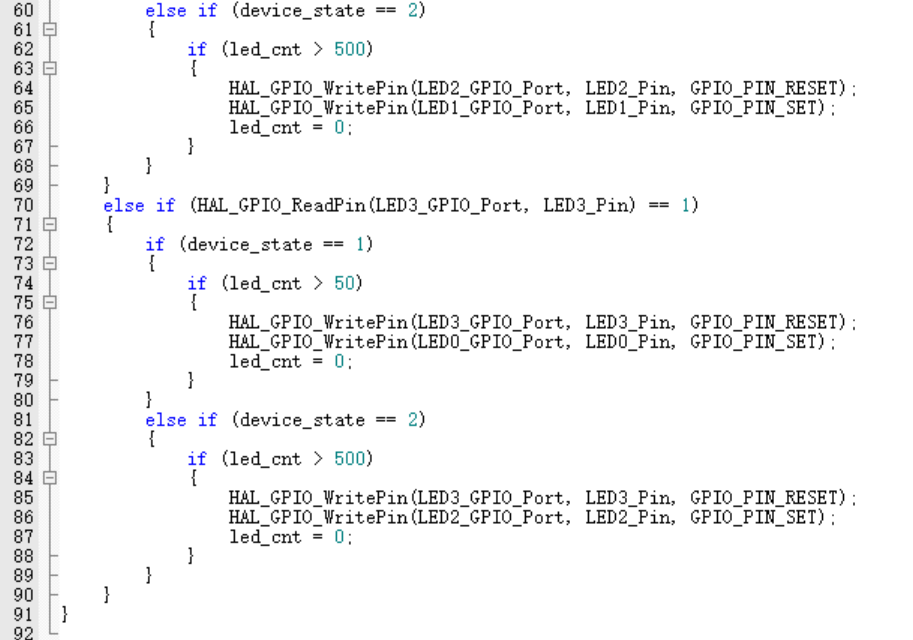 60 else if (device_state == 2)
61 {
62 if (led_cnt > 500)
63 {
64 HAL_GPIO_WritePin(LED2_GPIO_Port, LED2_Pin, GPIO_PIN_RESET);
65 HAL_GPIO_WritePin(LED1_GPIO_Port, LED1_Pin, GPIO_PIN_SET);
66 led_cnt = 0;
67 }
68 }
69 }
70 else if (HAL_GPIO_ReadPin(LED3_GPIO_Port, LED3_Pin) == 1)
71 {
72 if (device_state == 1)
73 {
74 if (led_cnt > 50)
75 {
76 HAL_GPIO_WritePin(LED3_GPIO_Port, LED3_Pin, GPIO_PIN_RESET);
77 HAL_GPIO_WritePin(LED0_GPIO_Port, LED0_Pin, GPIO_PIN_SET);
78 led_cnt = 0;
79 }
80 }
81 else if (device_state == 2)
82 {
83 if (led_cnt > 500)
84 {
85 HAL_GPIO_WritePin(LED3_GPIO_Port, LED3_Pin, GPIO_PIN_RESET);
86 HAL_GPIO_WritePin(LED2_GPIO_Port, LED2_Pin, GPIO_PIN_SET);
87 led_cnt = 0;
88 }
89 }
90 }
91 }
92